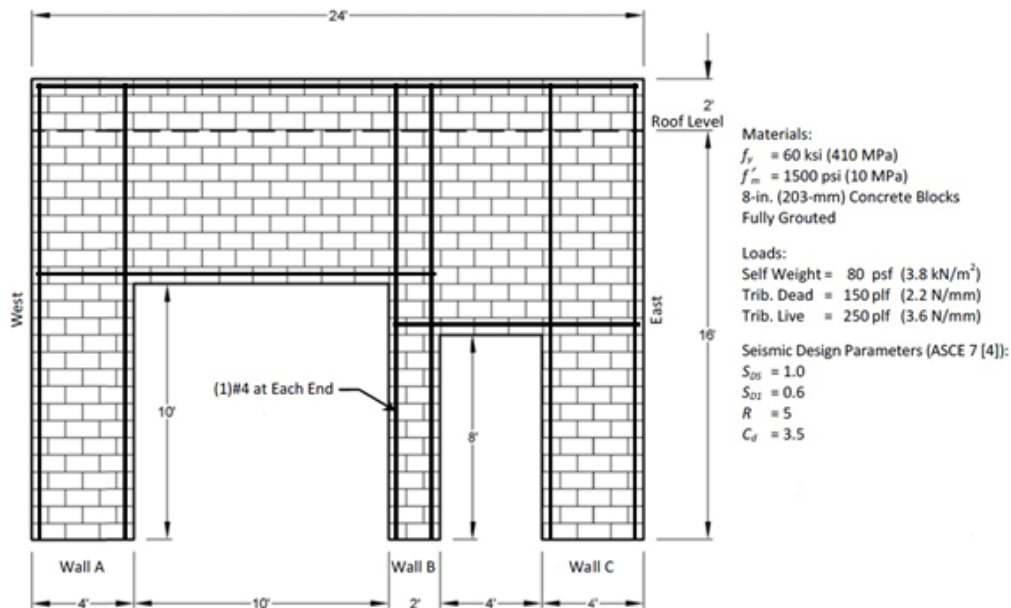 24'
2'
Roof Level
Materials:
fy = 60 ksi (410 MPa)
f'm = 1500 psi (10 MPa)
8-in. (203-mm) Concrete Blocks
Fully Grouted
Loads:
Self Weight = 80 psf (3.8 kN/m²)
Trib. Dead = 150 plf (2.2 N/mm)
Trib. Live = 250 plf (3.6 N/mm)
Seismic Design Parameters (ASCE 7 [4]):
SDS = 1.0
SD1 = 0.6
R = 5
Cd = 3.5
West
East
16'
(1)#4 at Each End
10'
8'
Wall A
Wall B
Wall C
4'
10'
2'
4'
4'